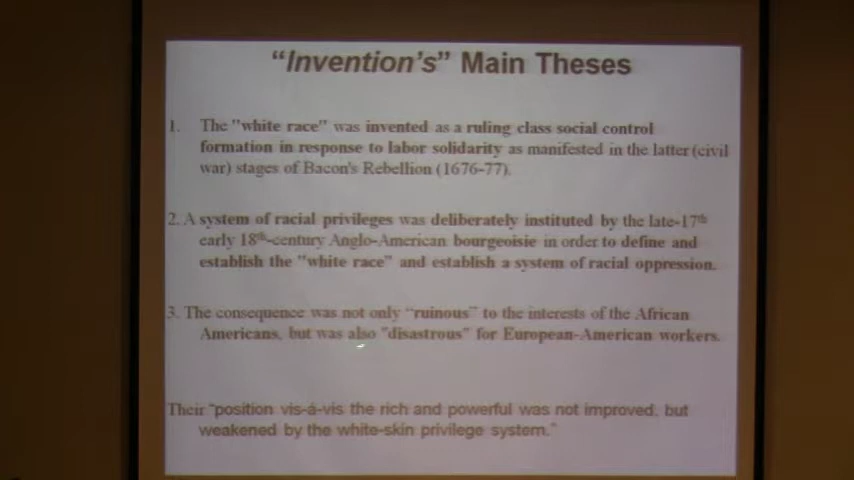 “Invention's” Main Theses
1. The "white race" was invented as a ruling class social control
formation in response to labor solidarity as manifested in the latter (civil
war) stages of Bacon's Rebellion (1676-77).
2. A system of racial privileges was deliberately instituted by the late-17th
early 18th-century Anglo-American bourgeoisie in order to define and
establish the "white race" and establish a system of racial oppression.
3. The consequence was not only “ruinous” to the interests of the African
Americans, but was also "disastrous" for European-American workers.
Their “position vis-á-vis the rich and powerful was not improved, but
weakened by the white-skin privilege system.”